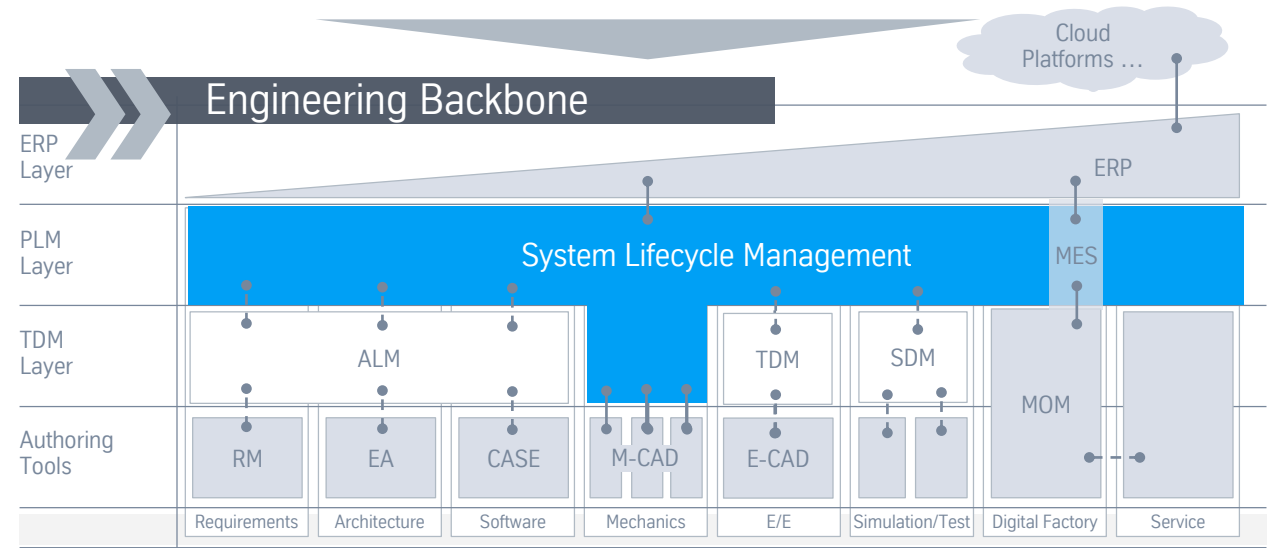 Cloud
Platforms ...
Engineering Backbone
ERP
Layer
ERP
PLM
Layer
System Lifecycle Management
MES
TDM
Layer
ALM
TDM
SDM
MOM
Authoring
Tools
RM
EA
CASE
M-CAD
E-CAD
Requirements
Architecture
Software
Mechanics
E/E
Simulation/Test
Digital Factory
Service